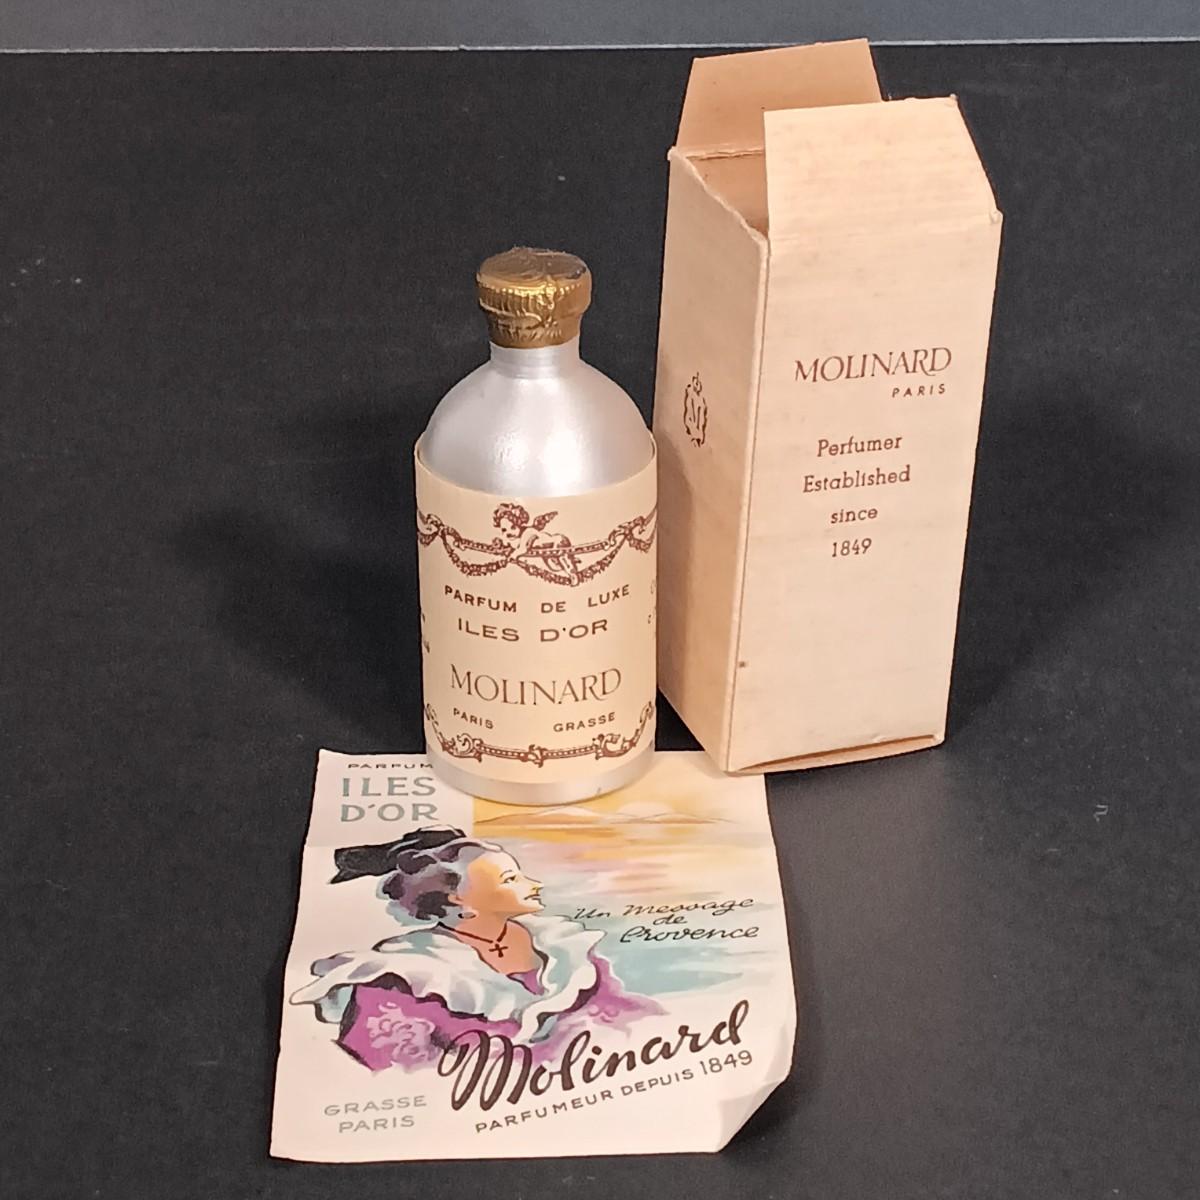 MOLINARD
PARIS
Perfumer
Established
since
1849
M
PARFUM DE LUXE
ILES D'OR
MOLINARD
PARIS GRASSE
PARFUM
ILES
D'OR
Un Message
de
Provence
Molinard
PARFUMEUR DEPUIS 1849
GRASSE
PARIS